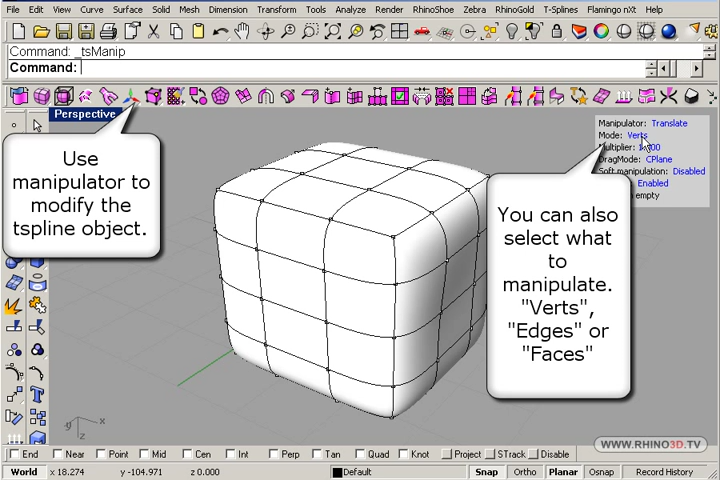 File Edit View Curve Surface Solid Mesh Dimension Transform Tools Analyze Render RhinoShoe Zebra RhinoGold T-Splines Flamingo nXt Help
Command: _tsManip
Command:
Perspective
Use
manipulator to
modify the
tspline object.
Manipulator: Translate
Mode: Verts
Multiplier:
DragMode: CPlane
Soft manipulation: Disabled
Enabled
empty
You can also
select what
to
manipulate.
"Verts",
"Edges" or
"Faces"
y x
z
WWW.RHINO3D.TV
End Near Point Mid Cen Int Perp Tan Quad Knot Project STrack Disable
World x 18.274 y -104.971 z 0.000 Default Snap Ortho Planar Osnap Record History